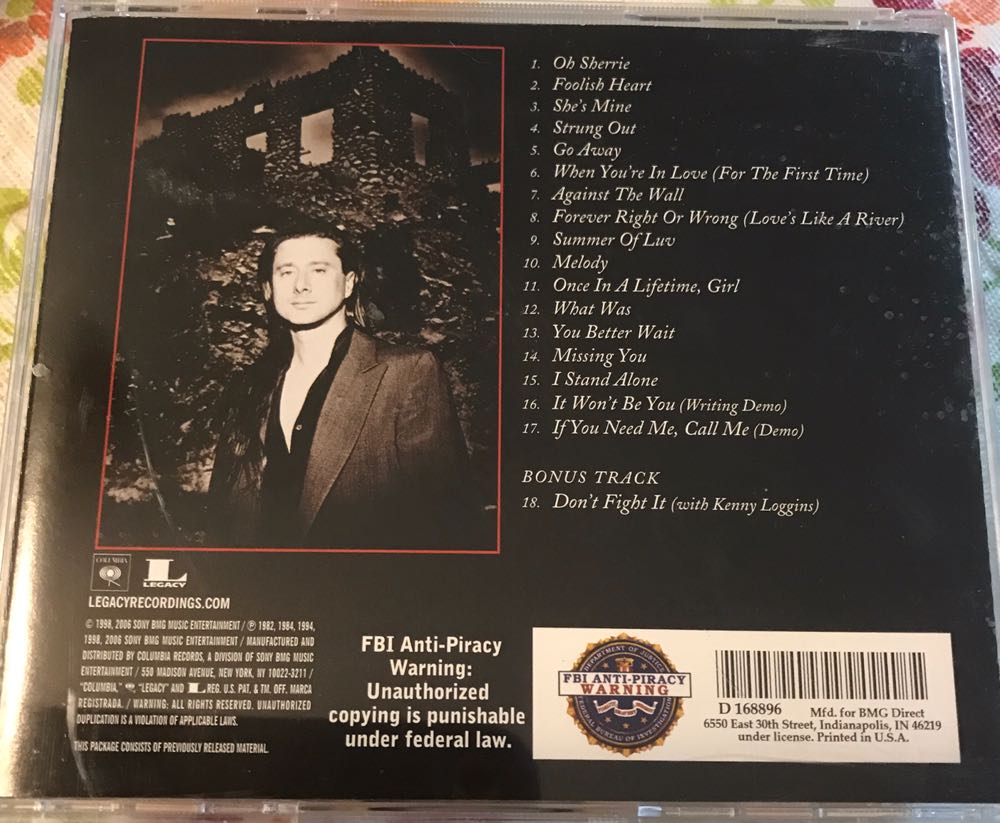 1. Oh Sherrie
2. Foolish Heart
3. She's Mine
4. Strung Out
5. Go Away
6. When You're In Love (For The First Time)
7. Against The Wall
8. Forever Right Or Wrong (Love's Like A River)
9. Summer Of Luv
10. Melody
11. Once In A Lifetime, Girl
12. What Was
13. You Better Wait
14. Missing You
15. I Stand Alone
16. It Won't Be You (Writing Demo)
17. If You Need Me, Call Me (Demo)
BONUS TRACK
18. Don't Fight It (with Kenny Loggins)
COLUMBIA
L
LEGACY
LEGACYRECORDINGS.COM
© 1998, 2006 SONY BMG MUSIC ENTERTAINMENT / ℗ 1982, 1984, 1994,
1998, 2006 SONY BMG MUSIC ENTERTAINMENT / MANUFACTURED AND
DISTRIBUTED BY COLUMBIA RECORDS, A DIVISION OF SONY BMG MUSIC
ENTERTAINMENT / 550 MADISON AVENUE, NEW YORK, NY 10022-3211 /
"COLUMBIA," "LEGACY" AND L REG. U.S. PAT. & TM. OFF. MARCA
REGISTRADA. / WARNING: ALL RIGHTS RESERVED. UNAUTHORIZED
DUPLICATION IS A VIOLATION OF APPLICABLE LAWS.
THIS PACKAGE CONSISTS OF PREVIOUSLY RELEASED MATERIAL.
FBI Anti-Piracy
Warning:
Unauthorized
copying is punishable
under federal law.
DEPARTMENT OF JUSTICE
FBI ANTI-PIRACY
WARNING
FEDERAL BUREAU OF INVESTIGATION
D 168896 Mfd. for BMG Direct
6550 East 30th Street, Indianapolis, IN 46219
under license. Printed in U.S.A.